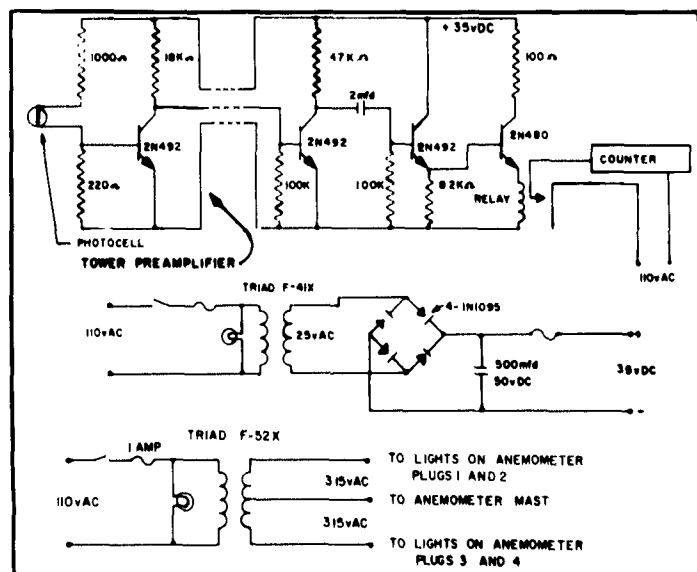 + 35vDC
1000Ω
18KΩ
47KΩ
100Ω
2mfd
2N492
2N492
2N492
2N480
COUNTER
220Ω
100K
100K
8.2KΩ
RELAY
PHOTOCELL
TOWER PREAMPLIFIER
110vAC
TRIAD F-41X
4-1N1095
110vAC
25vAC
500mfd
50vDC
35vDC
+
-
TRIAD F-52X
1 AMP
110vAC
315vAC
315vAC
TO LIGHTS ON ANEMOMETER
PLUGS 1 AND 2
TO ANEMOMETER MAST
TO LIGHTS ON ANEMOMETER
PLUGS 3 AND 4